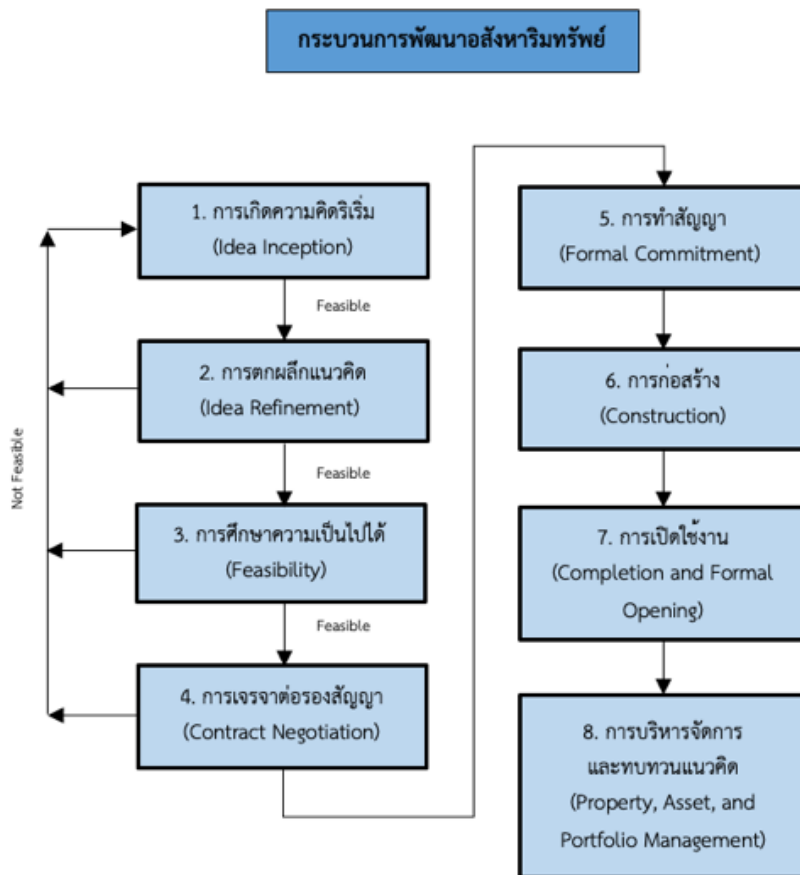 กระบวนการพัฒนาอสังหาริมทรัพย์
1. การเกิดความคิดริเริ่ม
(Idea Inception)
Feasible
2. การตกผลึกแนวคิด
(Idea Refinement)
Feasible
3. การศึกษาความเป็นไปได้
(Feasibility)
Feasible
4. การเจรจาต่อรองสัญญา
(Contract Negotiation)
Not Feasible
5. การทำสัญญา
(Formal Commitment)
6. การก่อสร้าง
(Construction)
7. การเปิดใช้งาน
(Completion and Formal
Opening)
8. การบริหารจัดการ
และทบทวนแนวคิด
(Property, Asset, and
Portfolio Management)